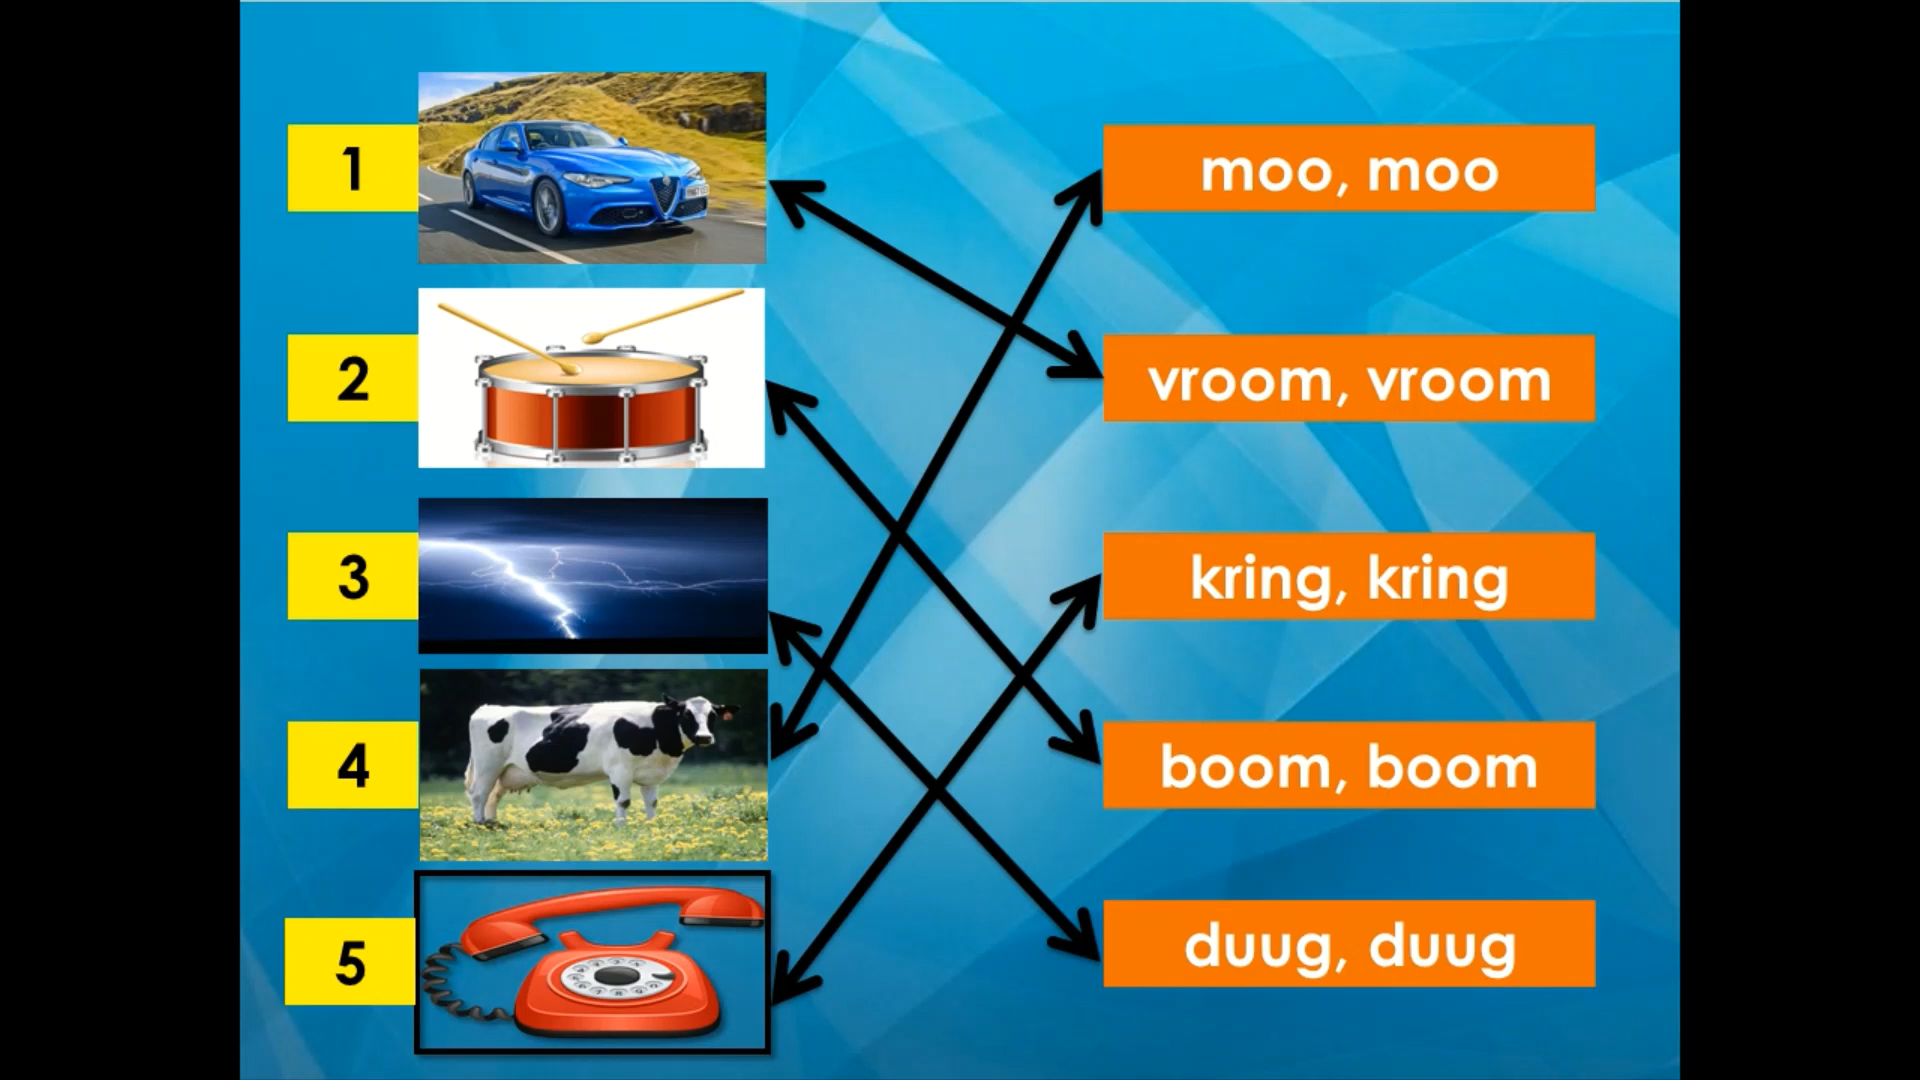 1
moo, moo
2
vroom, vroom
3
kring, kring
4
boom, boom
5
duug, duug